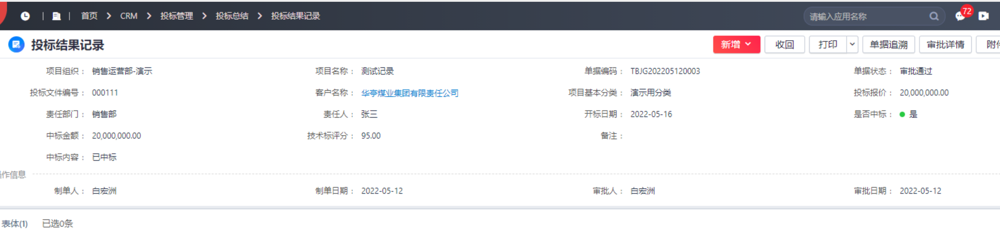 首页 > CRM > 投标管理 > 投标总结 > 投标结果记录 请输入应用名称 72
投标结果记录 新增 收回 打印 单据追溯 审批详情 附
项目组织： 销售运营部-演示 项目名称： 测试记录 单据编码： TBJG202205120003 单据状态： 审批通过
投标文件编号： 000111 客户名称： 华亭煤业集团有限责任公司 项目基本分类： 演示用分类 投标报价： 20,000,000.00
责任部门： 销售部 责任人： 张三 开标日期： 2022-05-16 是否中标： 是
中标金额： 20,000,000.00 技术标评分： 95.00 备注：
中标内容： 已中标
作信息
制单人： 白宏洲 制单日期： 2022-05-12 审批人： 白宏洲 审批日期： 2022-05-12
表体(1) 已选0条